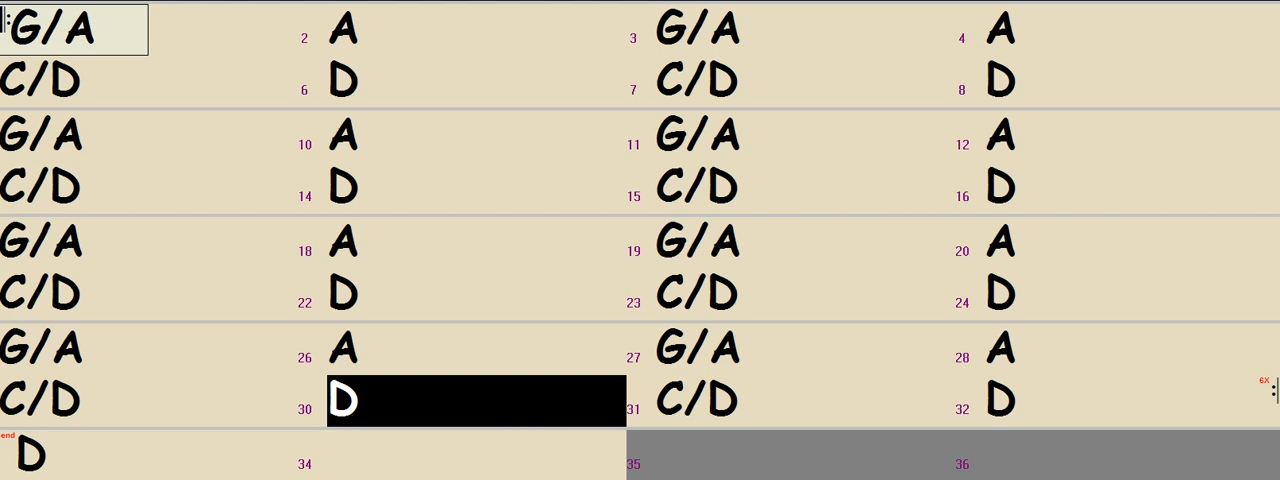 G/A 2 A 3 G/A 4 A
C/D 6 D 7 C/D 8 D
G/A 10 A 11 G/A 12 A
C/D 14 D 15 C/D 16 D
G/A 18 A 19 G/A 20 A
C/D 22 D 23 C/D 24 D
G/A 26 A 27 G/A 28 A
C/D 30 D 31 C/D 32 D 6X
end D 34 35 36